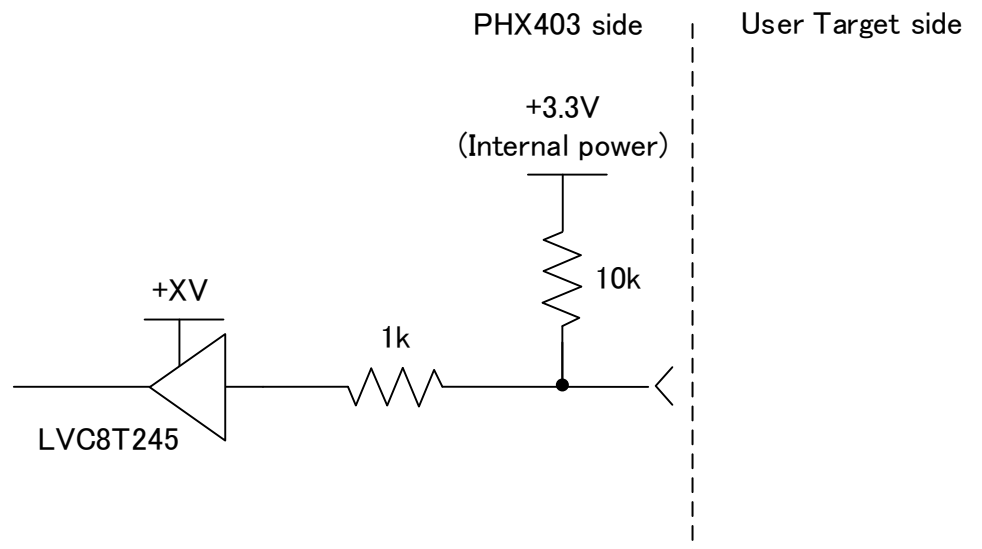 PHX403 side
User Target side
+3.3V
(Internal power)
10k
+XV
1k
LVC8T245